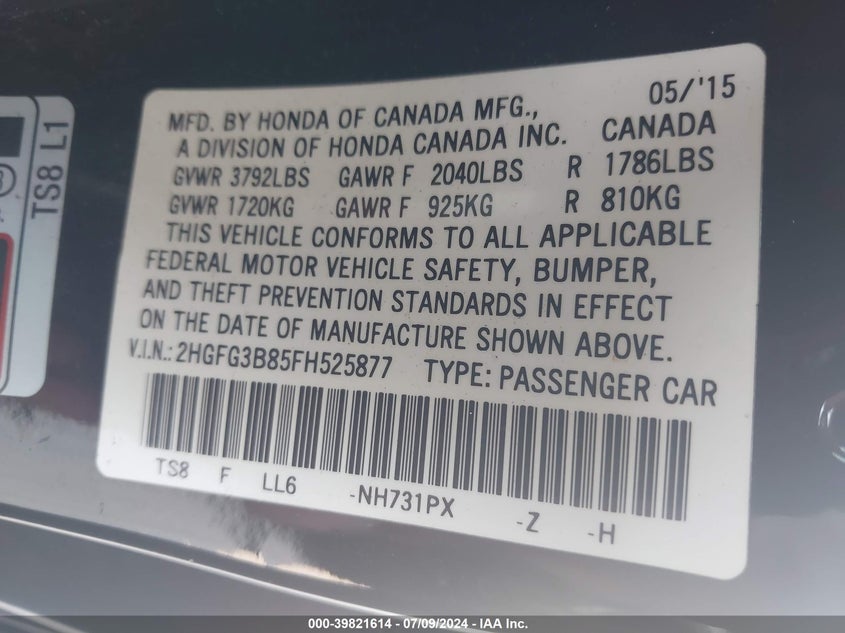 TS8 L1
05/'15
MFD. BY HONDA OF CANADA MFG.,
A DIVISION OF HONDA CANADA INC. CANADA
GVWR 3792LBS GAWR F 2040LBS R 1786LBS
GVWR 1720KG GAWR F 925KG R 810KG
THIS VEHICLE CONFORMS TO ALL APPLICABLE
FEDERAL MOTOR VEHICLE SAFETY, BUMPER,
AND THEFT PREVENTION STANDARDS IN EFFECT
ON THE DATE OF MANUFACTURE SHOWN ABOVE.
V.I.N.: 2HGFG3B85FH525877 TYPE: PASSENGER CAR
TS8 F LL6 -NH731PX -Z -H
000-39821614 - 07/09/2024 - IAA Inc.